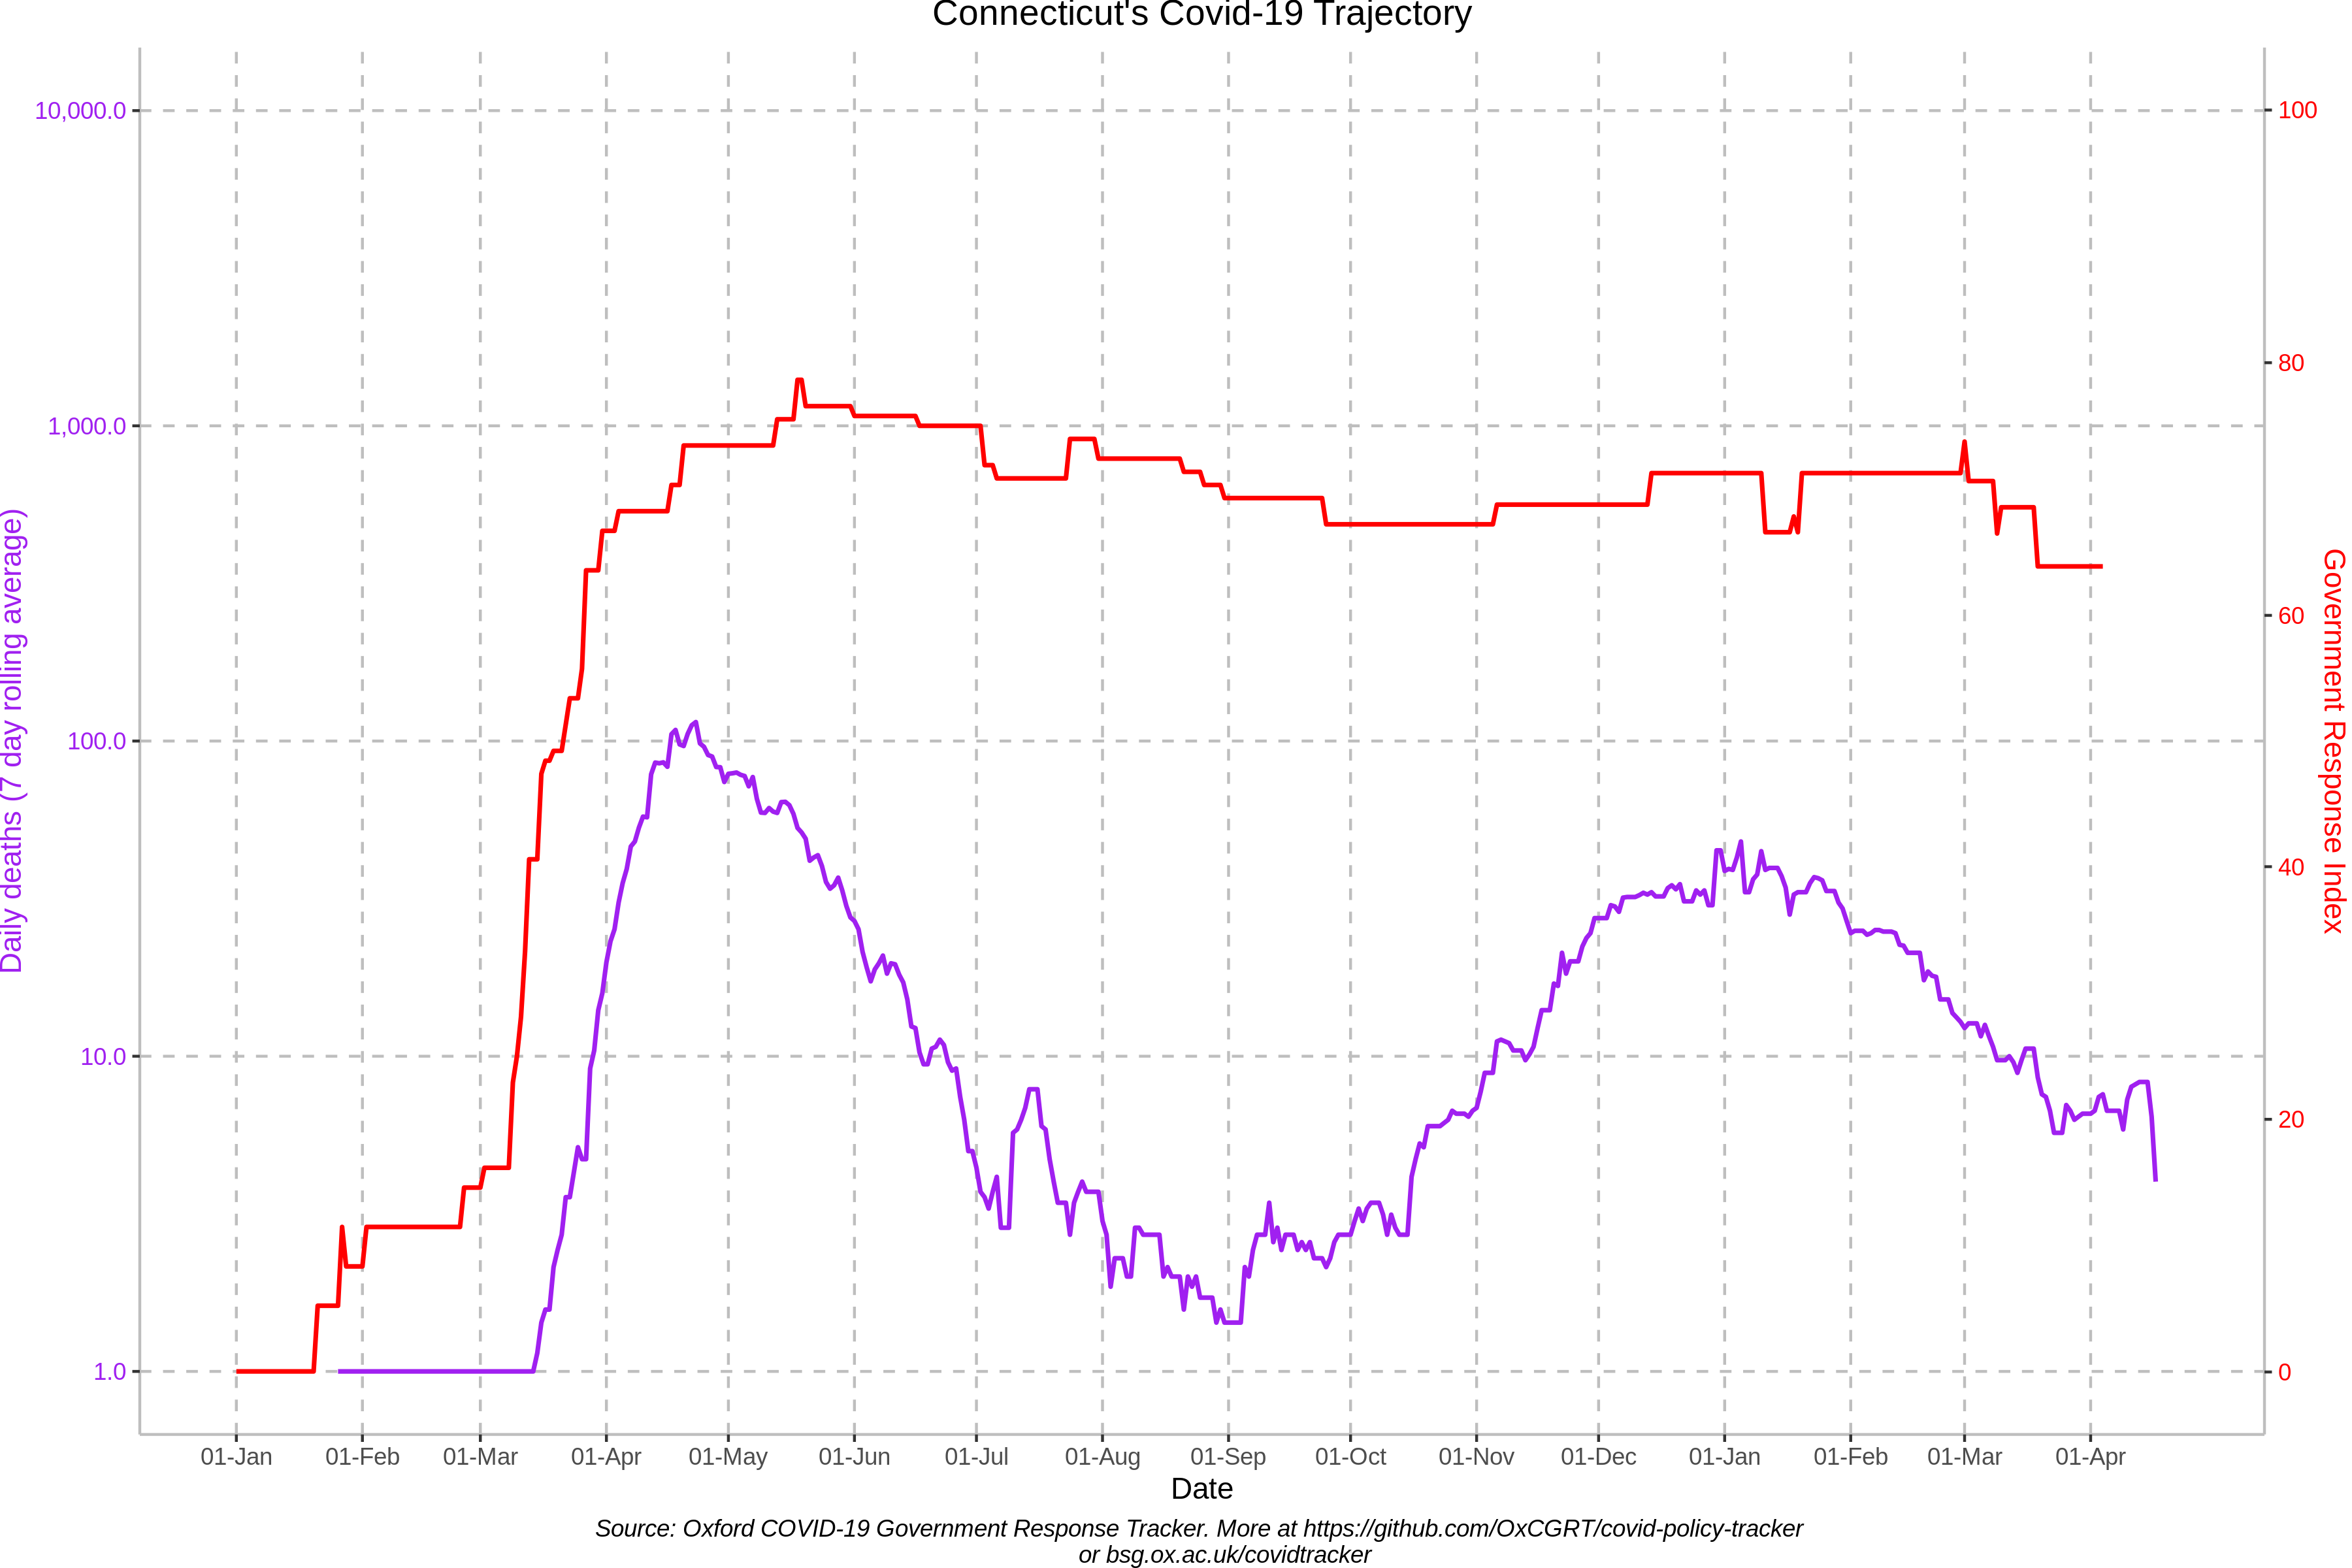 Connecticut's Covid-19 Trajectory
10,000.0
1,000.0
100.0
10.0
1.0
Daily deaths (7 day rolling average)
100
80
60
40
20
0
Government Response Index
01-Jan 01-Feb 01-Mar 01-Apr 01-May 01-Jun 01-Jul 01-Aug 01-Sep 01-Oct 01-Nov 01-Dec 01-Jan 01-Feb 01-Mar 01-Apr
Date
Source: Oxford COVID-19 Government Response Tracker. More at https://github.com/OxCGRT/covid-policy-tracker
or bsg.ox.ac.uk/covidtracker